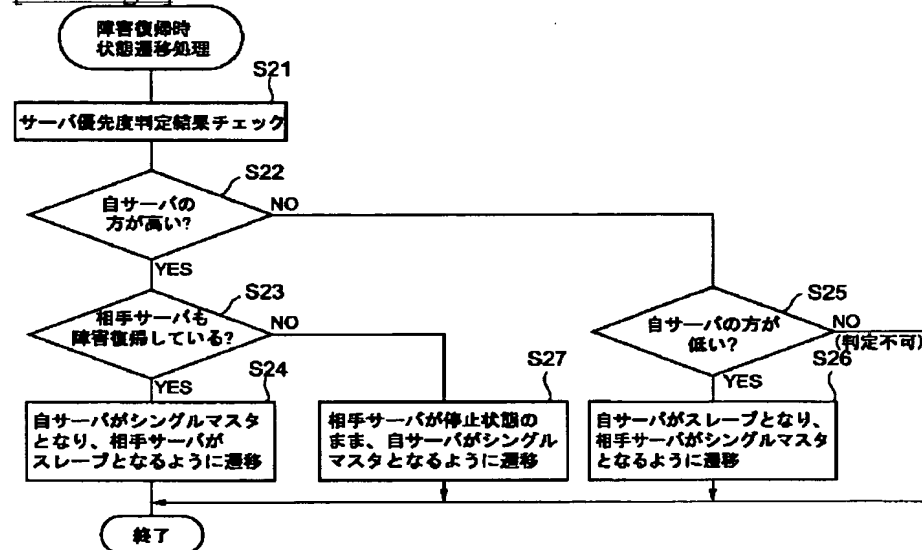 障害復帰時
状態遷移処理
S21
サーバ優先度判定結果チェック
S22
自サーバの
方が高い?
NO
YES
S23
相手サーバも
障害復帰している?
NO
YES
S24
自サーバがシングルマスタ
となり、相手サーバが
スレーブとなるように遷移
S27
相手サーバが停止状態の
まま、自サーバがシングル
マスタとなるように遷移
S25
自サーバの方が
低い?
NO
(判定不可)
YES
S26
自サーバがスレーブとなり、
相手サーバがシングルマスタ
となるように遷移
終了